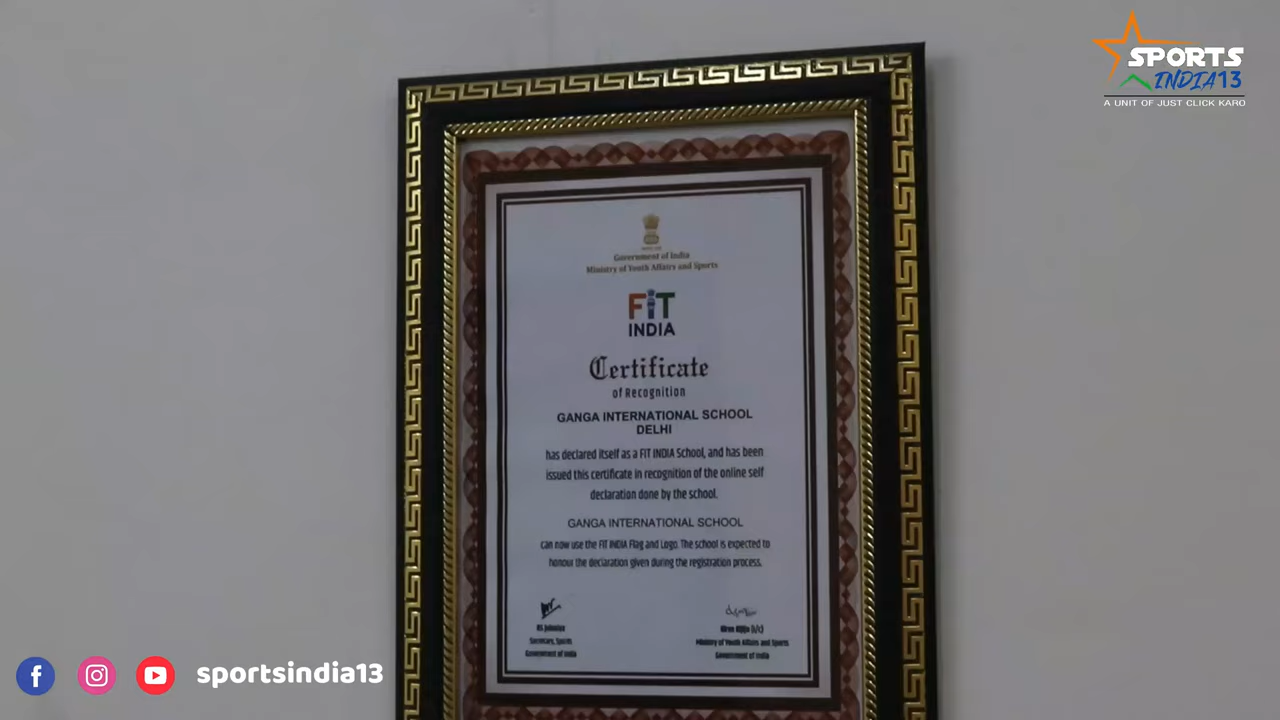 SPORTS
INDIA13
A UNIT OF JUST CLICK KARO
Government of India
Ministry of Youth Affairs and Sports
FIT
INDIA
Certificate
of Recognition
GANGA INTERNATIONAL SCHOOL
DELHI
has declared itself as a FIT INDIA School, and has been
issued this certificate in recognition of the online self
declaration done by the school.
GANGA INTERNATIONAL SCHOOL
can now use the FIT INDIA Flag and Logo. The school is expected to
honour the declaration given during the registration process.
Secretary, Sports
Government of India
Kiren Rijiju (I/C)
Ministry of Youth Affairs and Sports
Government of India
sportsindia13